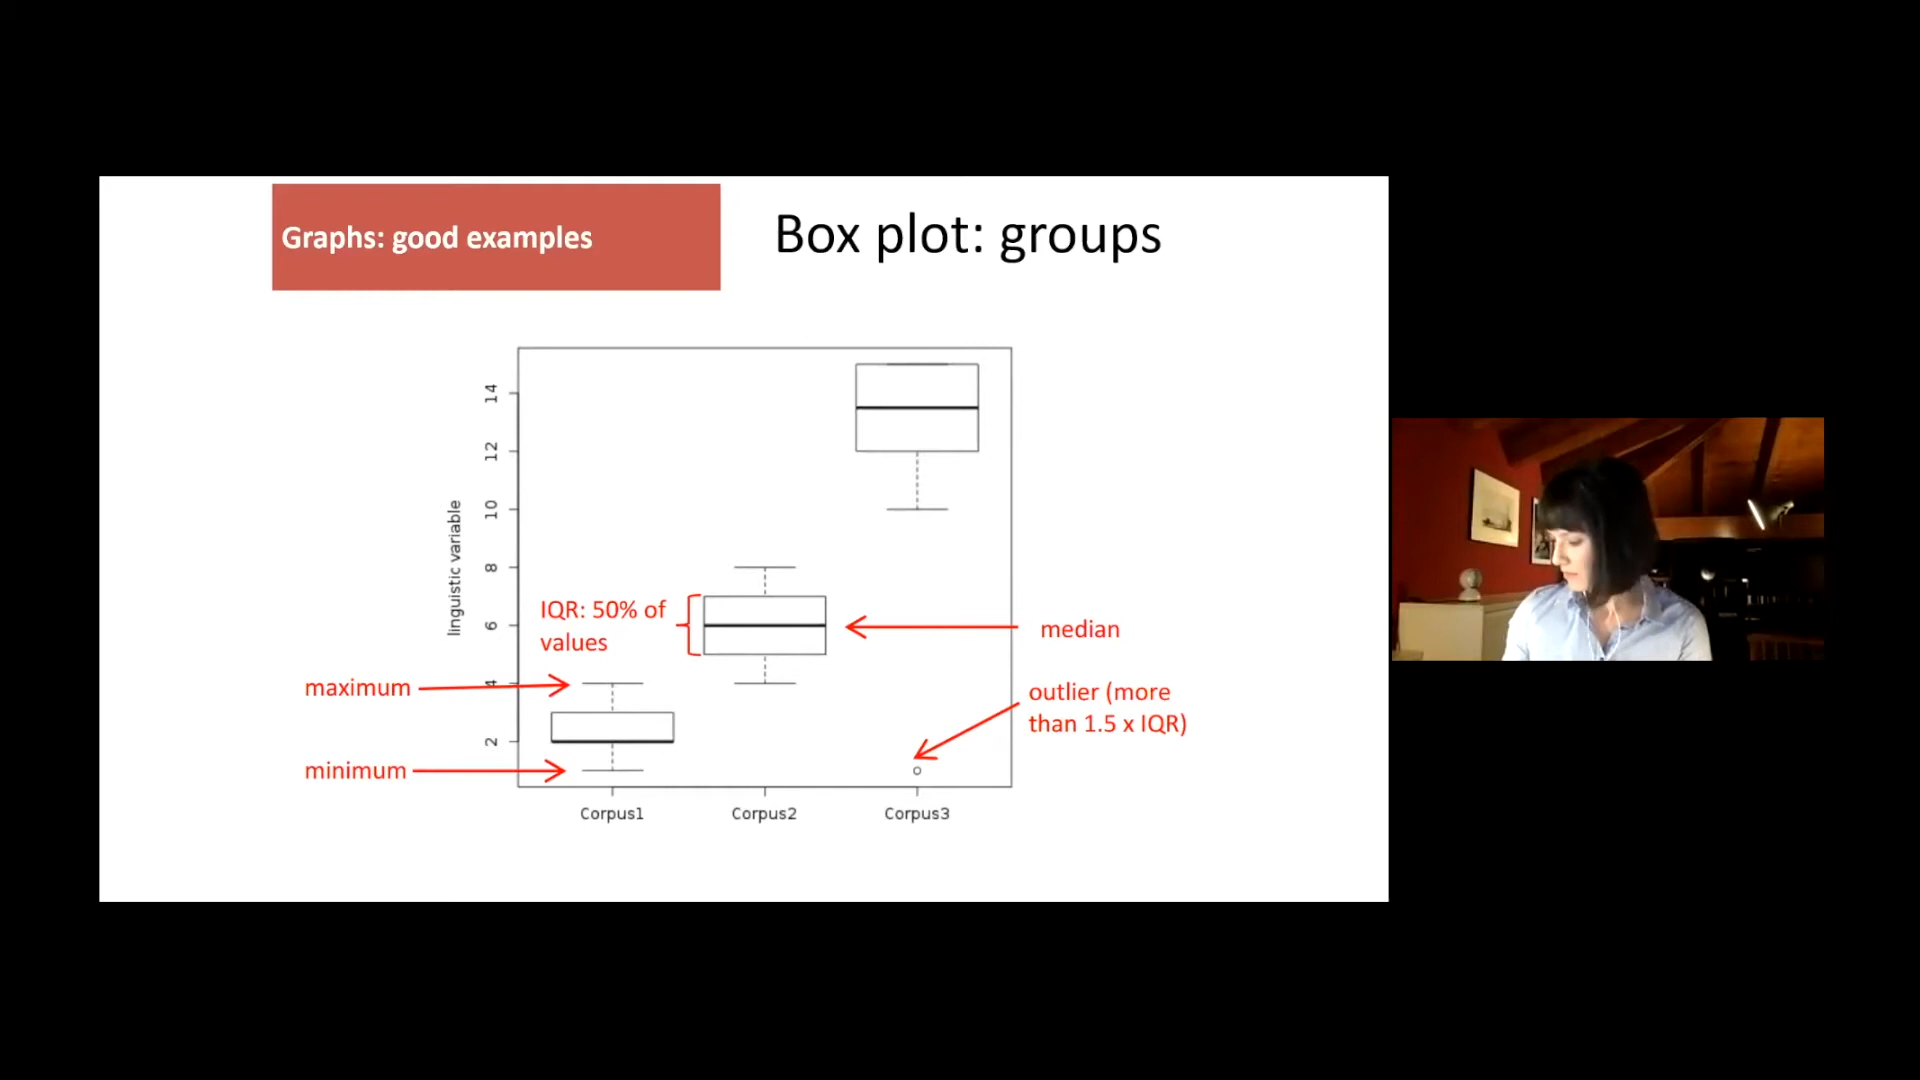 Graphs: good examples
Box plot: groups
14
12
10
8
6
4
2
linguistic variable
IQR: 50% of
values
median
maximum
outlier (more
than 1.5 x IQR)
minimum
Corpus1 Corpus2 Corpus3